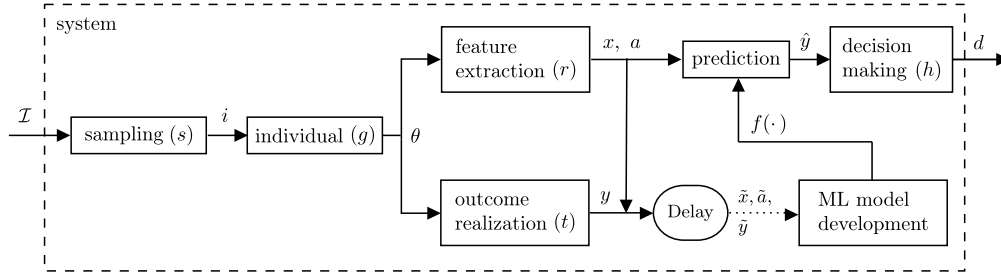 system
feature
extraction (r)
x, a
prediction
ŷ
decision
making (h)
d
ℐ
sampling (s)
i
individual (g)
θ
f(·)
outcome
realization (t)
y
Delay
x̃, ã,
ỹ
ML model
development